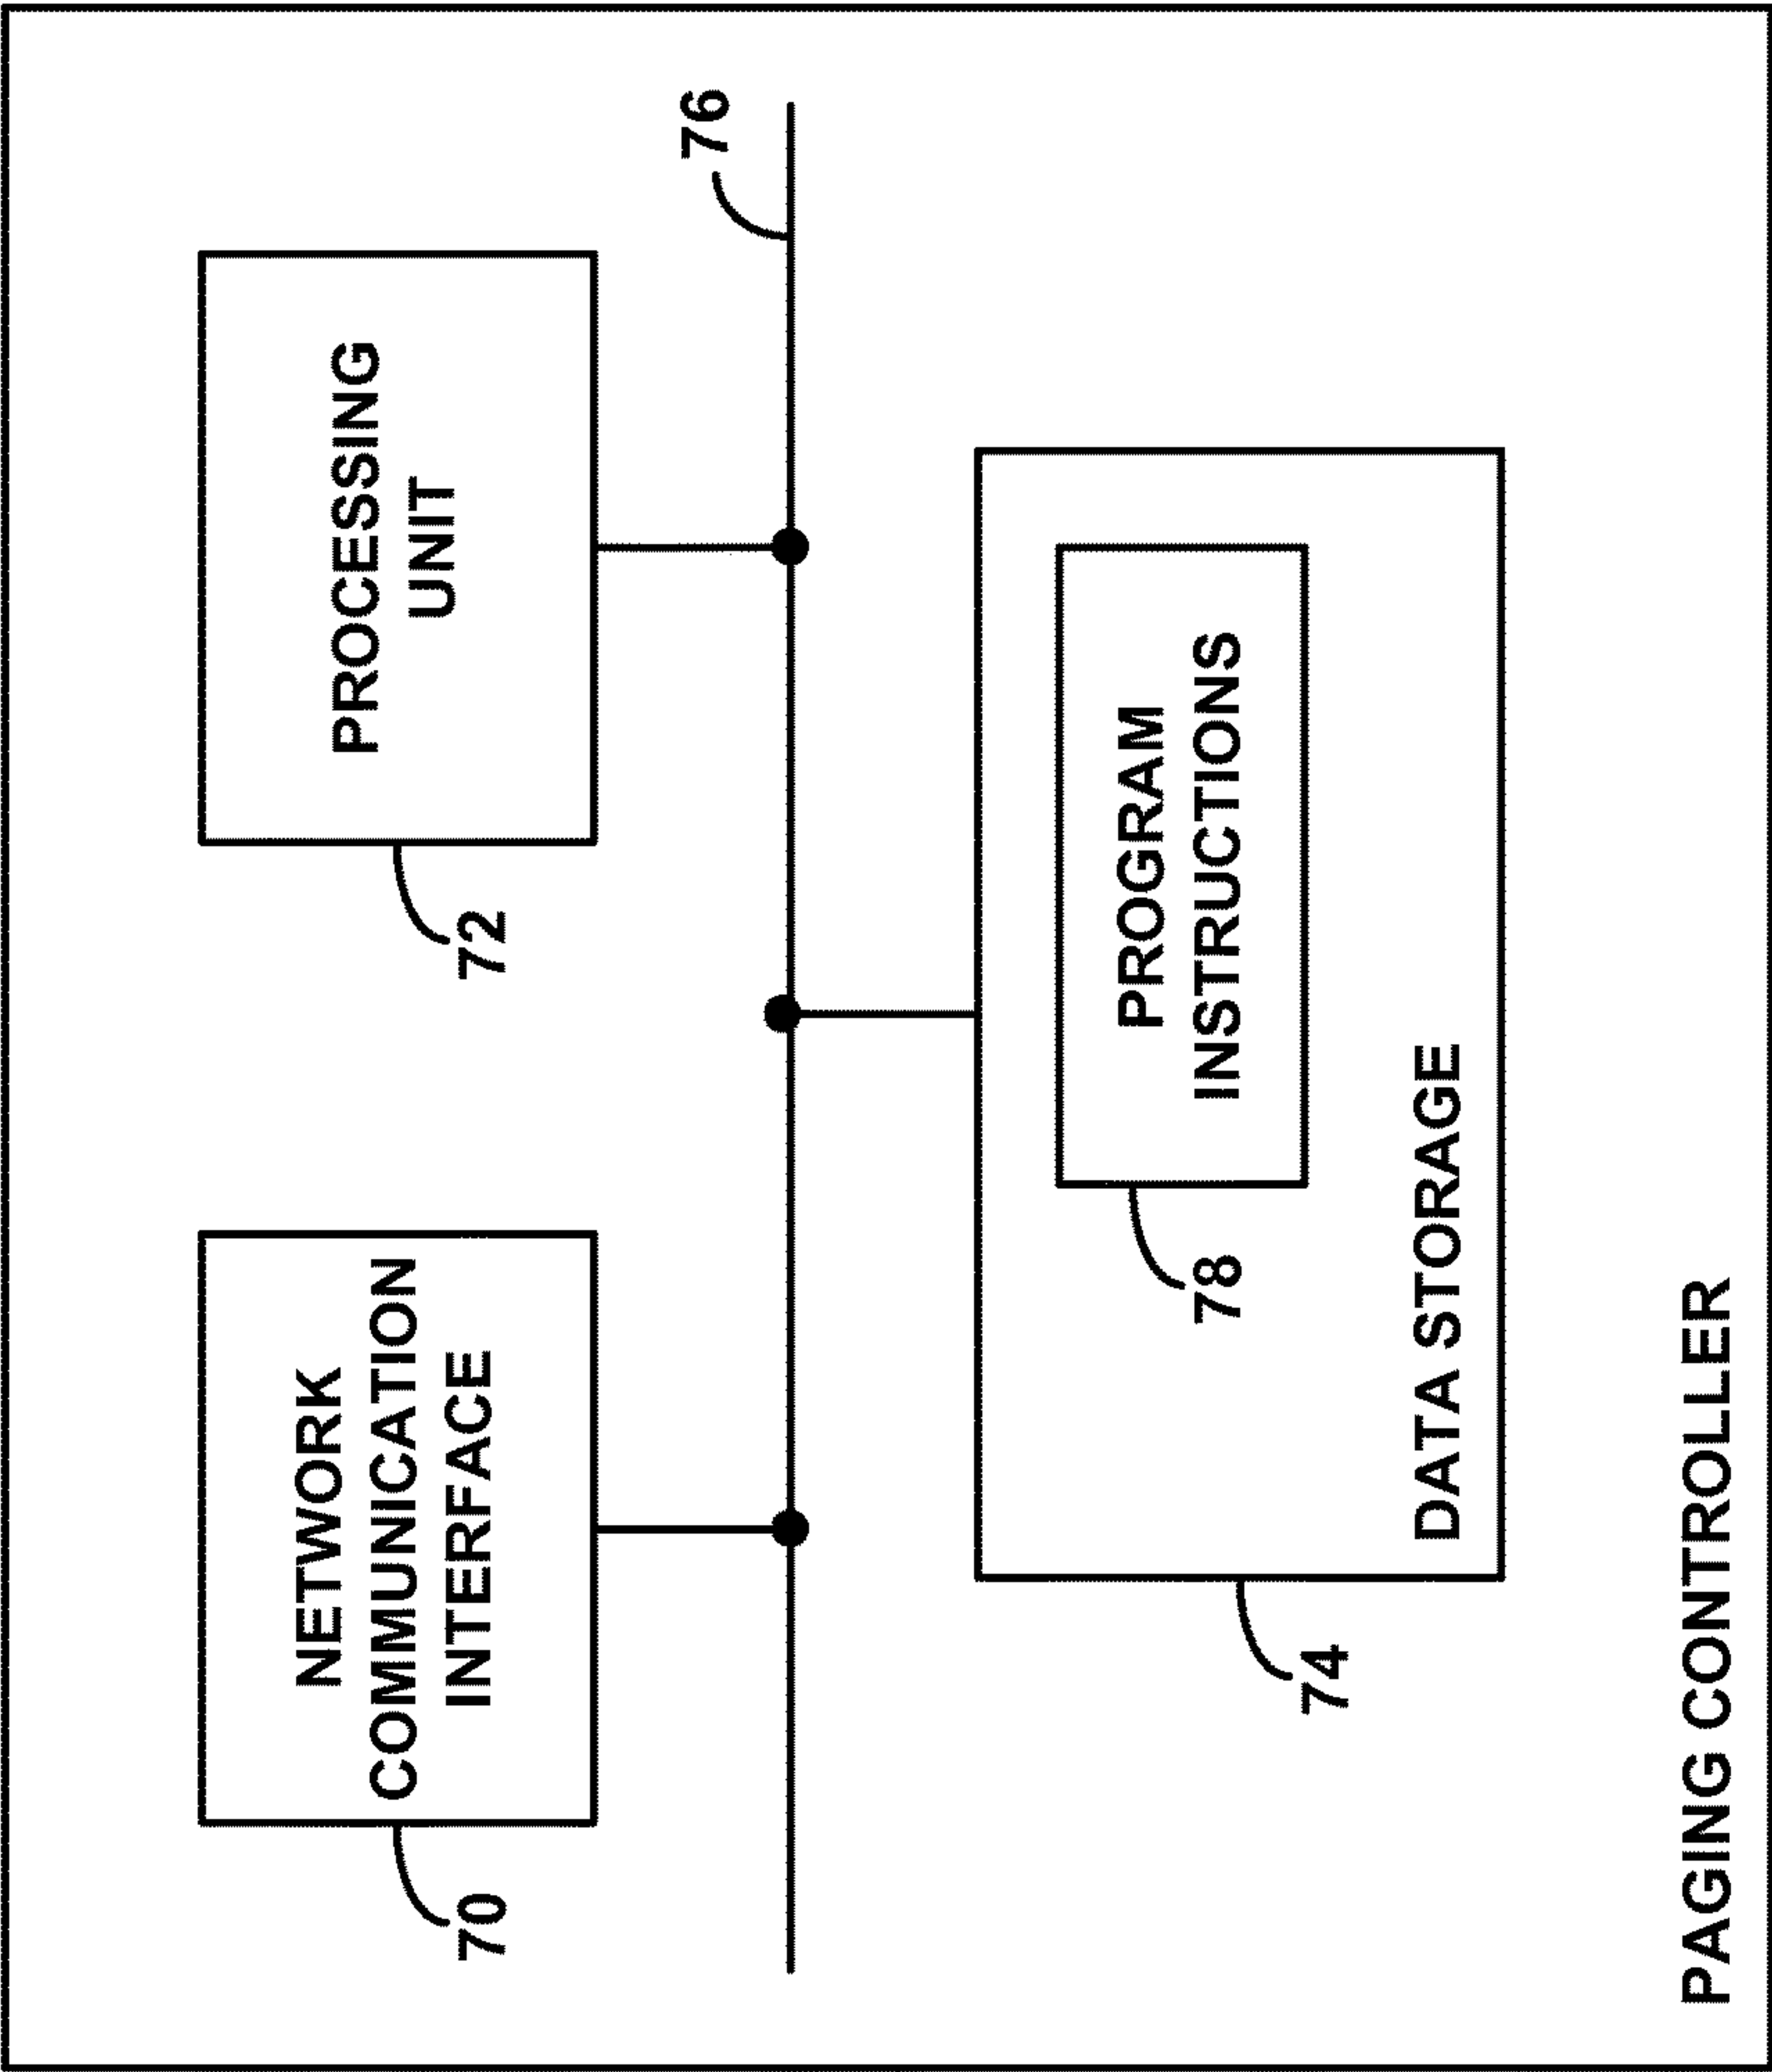 NETWORK
COMMUNICATION
INTERFACE
70
PROCESSING
UNIT
72
76
PROGRAM
INSTRUCTIONS
78
DATA STORAGE
74
PAGING CONTROLLER